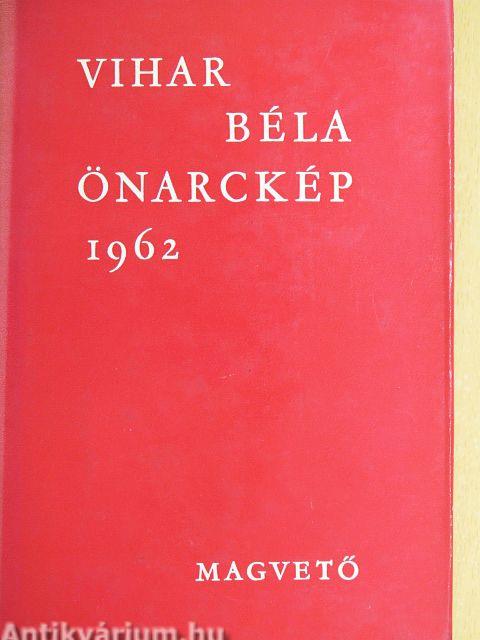 VIHAR
BÉLA
ÖNARCKÉP
1962
MAGVETŐ
Antikvárium.hu